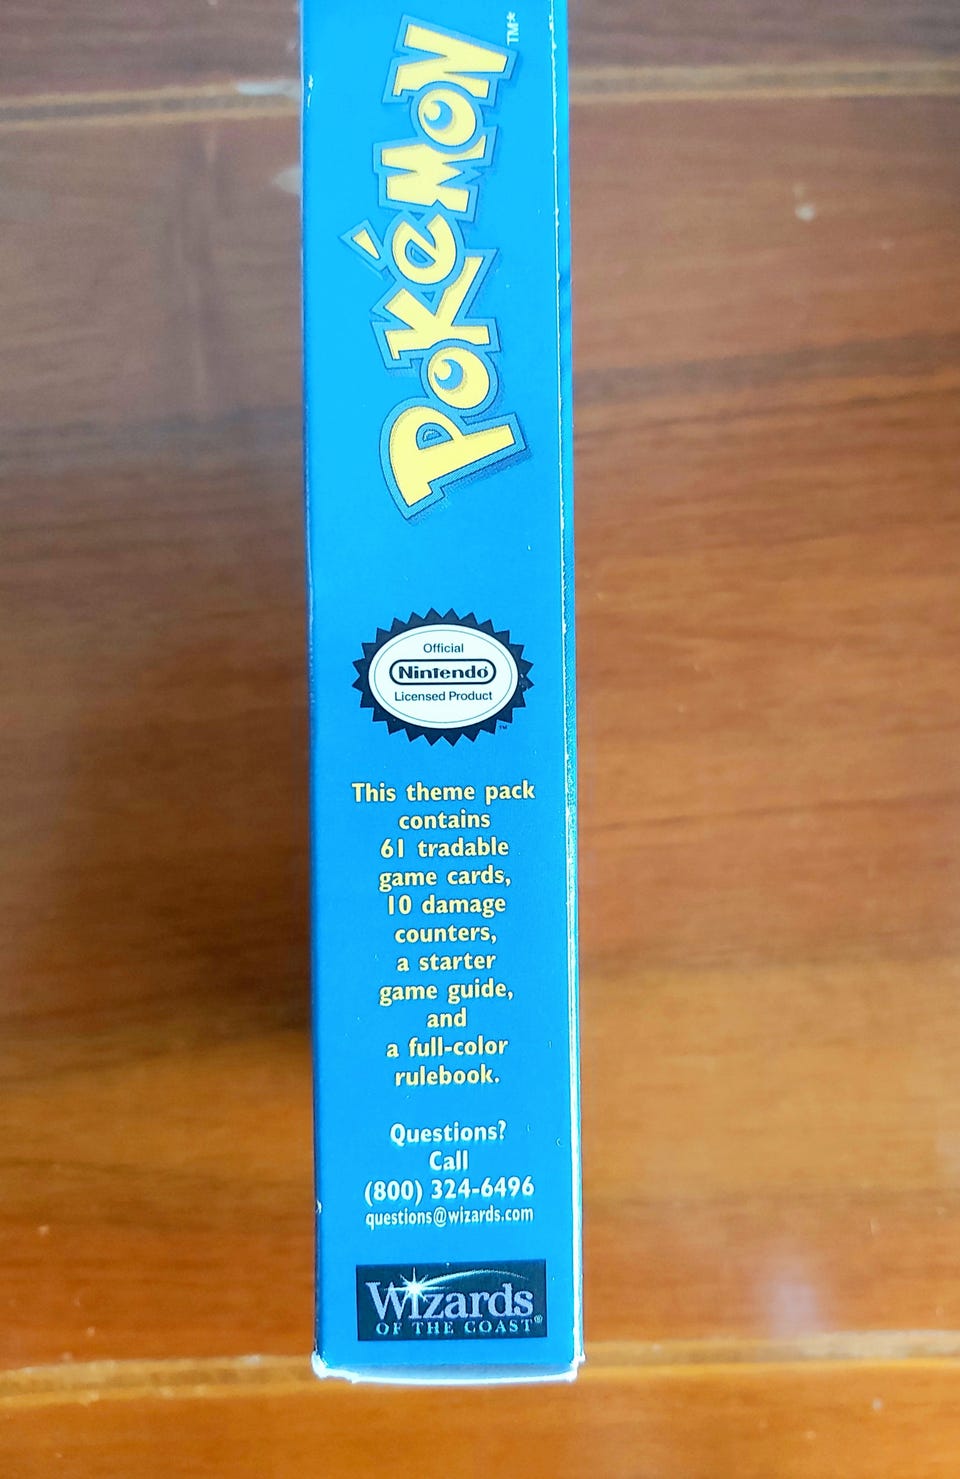 Pokémon TM*
Official
Nintendo
Licensed Product
TM
This theme pack
contains
61 tradable
game cards,
10 damage
counters,
a starter
game guide,
and
a full-color
rulebook.
Questions?
Call
(800) 324-6496
questions@wizards.com
Wizards
OF THE COAST®